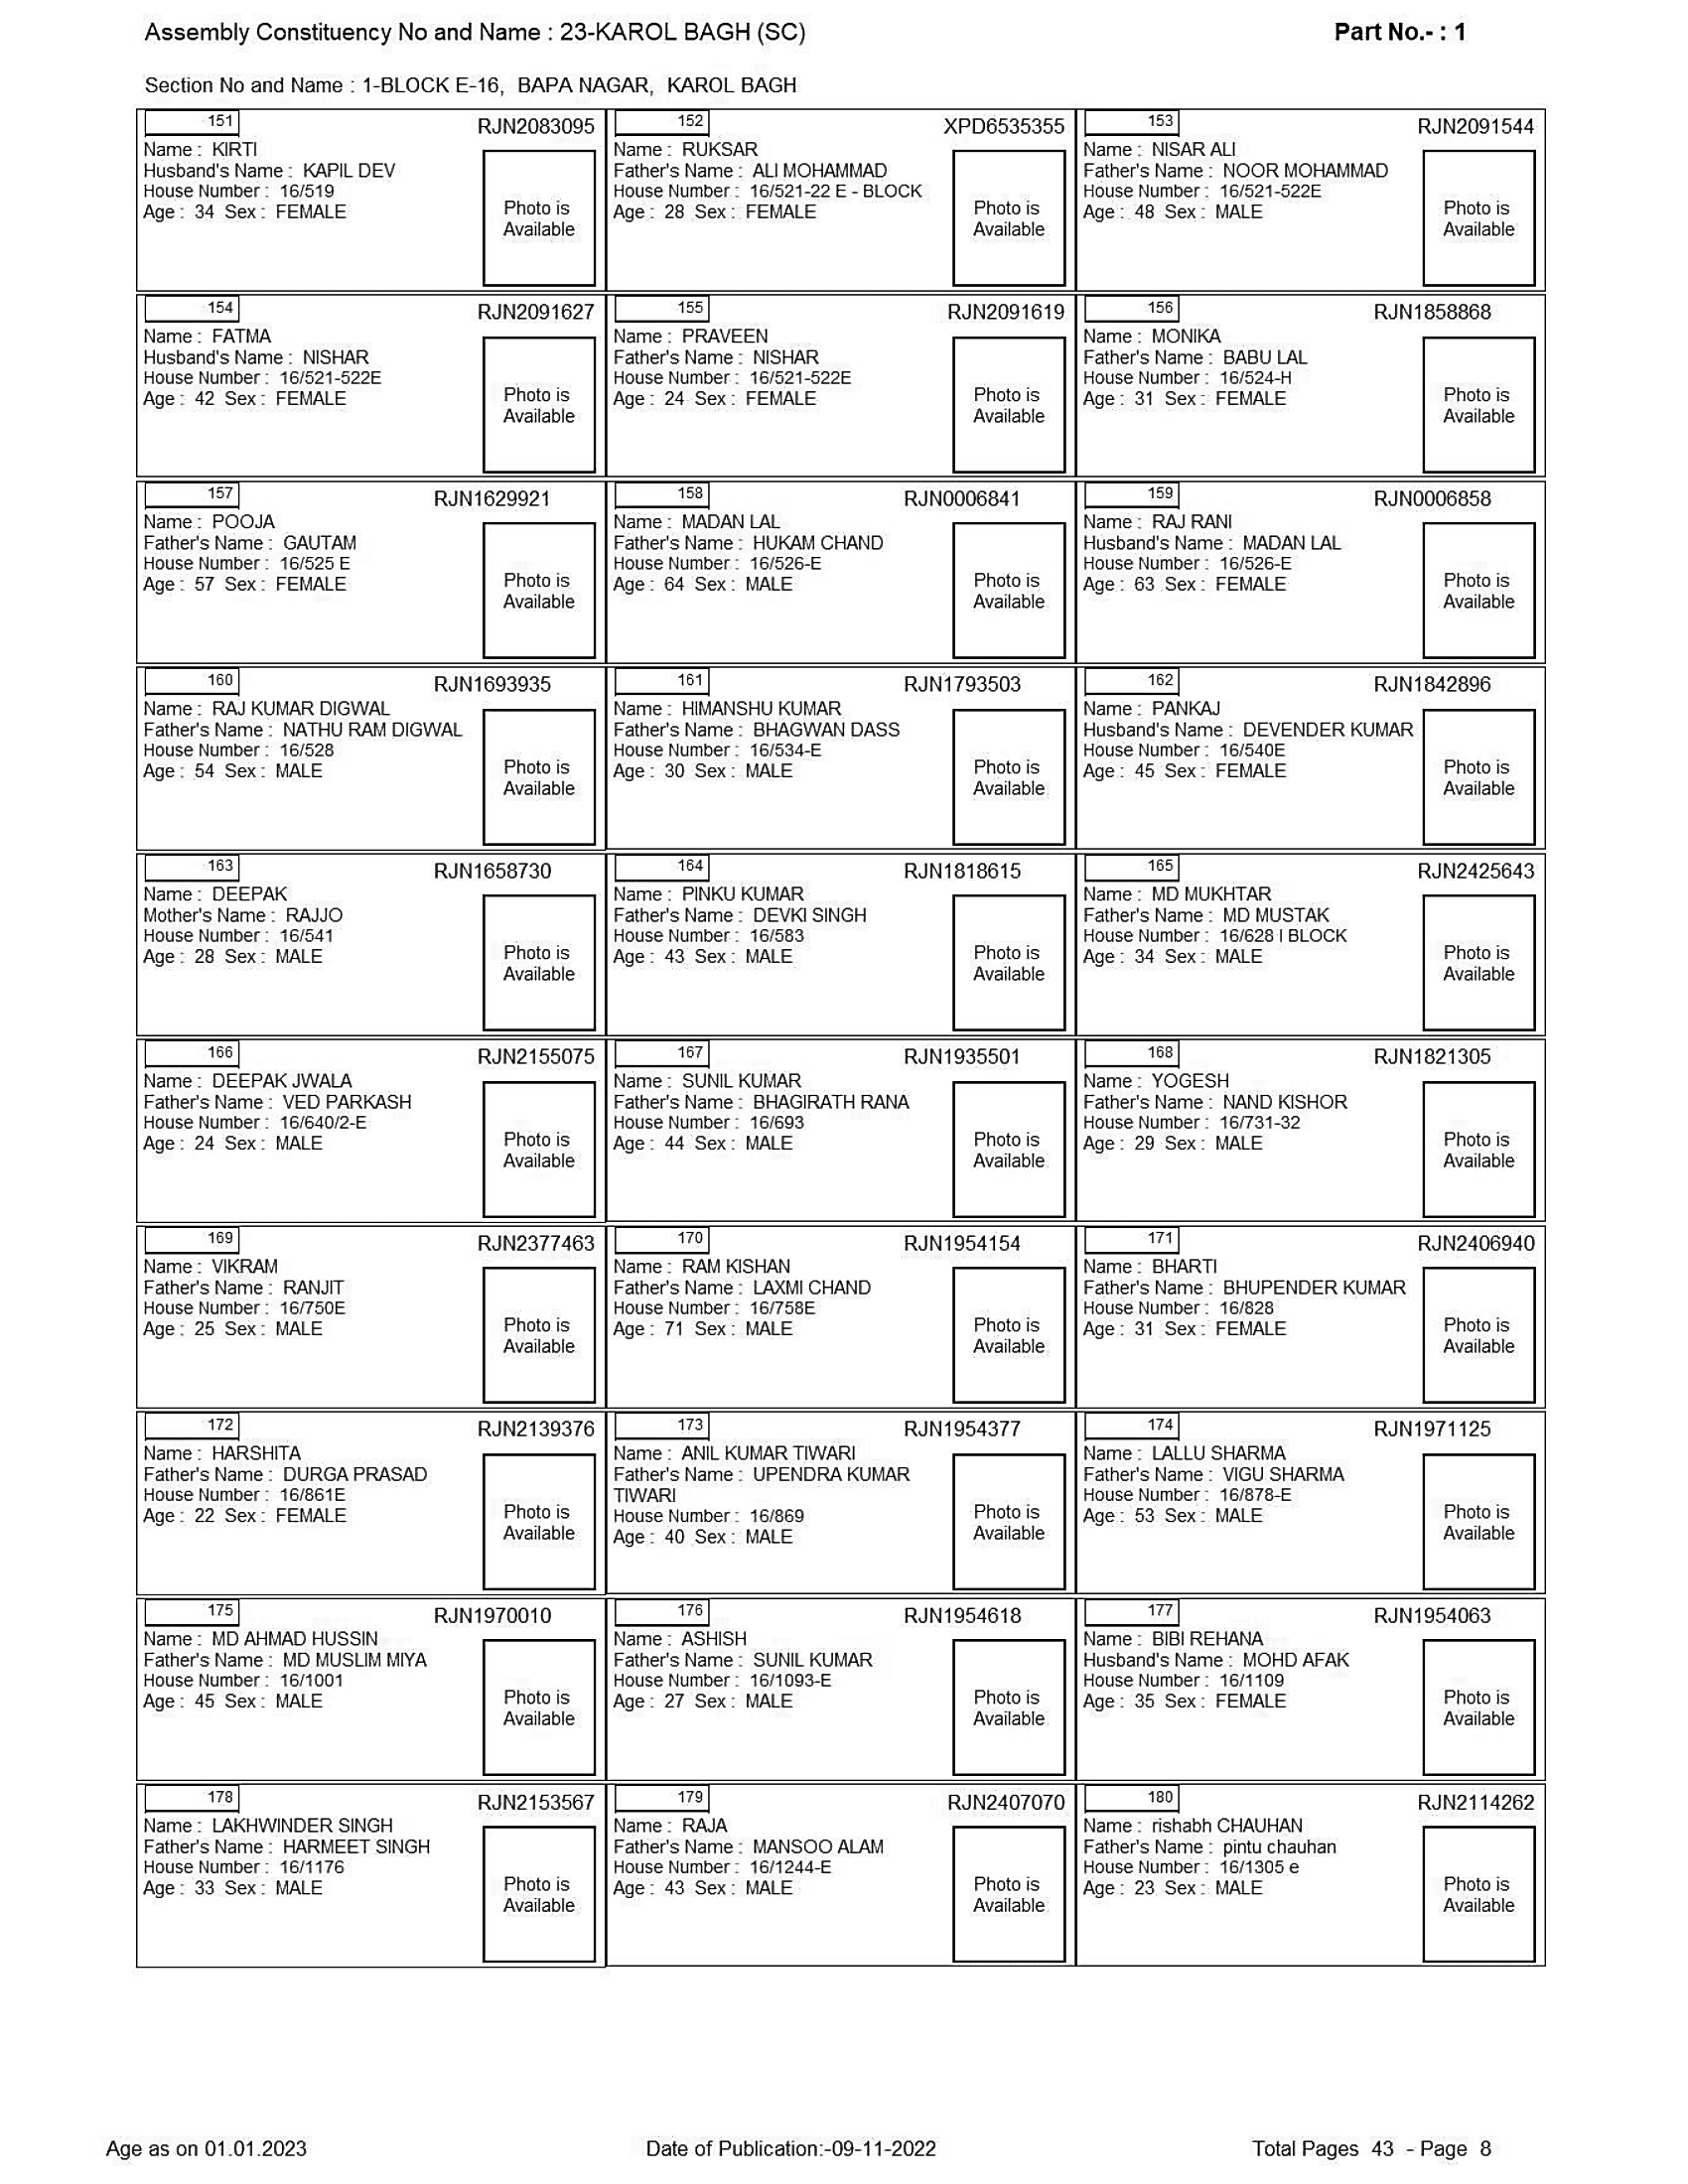 Assembly Constituency No and Name : 23-KAROL BAGH (SC)
Part No.- : 1
Section No and Name : 1-BLOCK E-16, BAPA NAGAR, KAROL BAGH
151
RJN2083095
Name : KIRTI
Husband's Name : KAPIL DEV
House Number : 16/519
Age : 34 Sex : FEMALE
Photo is
Available
152
XPD6535355
Name : RUKSAR
Father's Name : ALI MOHAMMAD
House Number : 16/521-22 E - BLOCK
Age : 28 Sex : FEMALE
Photo is
Available
153
RJN2091544
Name : NISAR ALI
Father's Name : NOOR MOHAMMAD
House Number : 16/521-522E
Age : 48 Sex : MALE
Photo is
Available
154
RJN2091627
Name : FATMA
Husband's Name : NISHAR
House Number : 16/521-522E
Age : 42 Sex : FEMALE
Photo is
Available
155
RJN2091619
Name : PRAVEEN
Father's Name : NISHAR
House Number : 16/521-522E
Age : 24 Sex : FEMALE
Photo is
Available
156
RJN1858868
Name : MONIKA
Father's Name : BABU LAL
House Number : 16/524-H
Age : 31 Sex : FEMALE
Photo is
Available
157
RJN1629921
Name : POOJA
Father's Name : GAUTAM
House Number : 16/525 E
Age : 57 Sex : FEMALE
Photo is
Available
158
RJN0006841
Name : MADAN LAL
Father's Name : HUKAM CHAND
House Number : 16/526-E
Age : 64 Sex : MALE
Photo is
Available
159
RJN0006858
Name : RAJ RANI
Husband's Name : MADAN LAL
House Number : 16/526-E
Age : 63 Sex : FEMALE
Photo is
Available
160
RJN1693935
Name : RAJ KUMAR DIGWAL
Father's Name : NATHU RAM DIGWAL
House Number : 16/528
Age : 54 Sex : MALE
Photo is
Available
161
RJN1793503
Name : HIMANSHU KUMAR
Father's Name : BHAGWAN DASS
House Number : 16/534-E
Age : 30 Sex : MALE
Photo is
Available
162
RJN1842896
Name : PANKAJ
Husband's Name : DEVENDER KUMAR
House Number : 16/540E
Age : 45 Sex : FEMALE
Photo is
Available
163
RJN1658730
Name : DEEPAK
Mother's Name : RAJJO
House Number : 16/541
Age : 28 Sex : MALE
Photo is
Available
164
RJN1818615
Name : PINKU KUMAR
Father's Name : DEVKI SINGH
House Number : 16/583
Age : 43 Sex : MALE
Photo is
Available
165
RJN2425643
Name : MD MUKHTAR
Father's Name : MD MUSTAK
House Number : 16/628 I BLOCK
Age : 34 Sex : MALE
Photo is
Available
166
RJN2155075
Name : DEEPAK JWALA
Father's Name : VED PARKASH
House Number : 16/640/2-E
Age : 24 Sex : MALE
Photo is
Available
167
RJN1935501
Name : SUNIL KUMAR
Father's Name : BHAGIRATH RANA
House Number : 16/693
Age : 44 Sex : MALE
Photo is
Available
168
RJN1821305
Name : YOGESH
Father's Name : NAND KISHOR
House Number : 16/731-32
Age : 29 Sex : MALE
Photo is
Available
169
RJN2377463
Name : VIKRAM
Father's Name : RANJIT
House Number : 16/750E
Age : 25 Sex : MALE
Photo is
Available
170
RJN1954154
Name : RAM KISHAN
Father's Name : LAXMI CHAND
House Number : 16/758E
Age : 71 Sex : MALE
Photo is
Available
171
RJN2406940
Name : BHARTI
Father's Name : BHUPENDER KUMAR
House Number : 16/828
Age : 31 Sex : FEMALE
Photo is
Available
172
RJN2139376
Name : HARSHITA
Father's Name : DURGA PRASAD
House Number : 16/861E
Age : 22 Sex : FEMALE
Photo is
Available
173
RJN1954377
Name : ANIL KUMAR TIWARI
Father's Name : UPENDRA KUMAR
TIWARI
House Number : 16/869
Age : 40 Sex : MALE
Photo is
Available
174
RJN1971125
Name : LALLU SHARMA
Father's Name : VIGU SHARMA
House Number : 16/878-E
Age : 53 Sex : MALE
Photo is
Available
175
RJN1970010
Name : MD AHMAD HUSSIN
Father's Name : MD MUSLIM MIYA
House Number : 16/1001
Age : 45 Sex : MALE
Photo is
Available
176
RJN1954618
Name : ASHISH
Father's Name : SUNIL KUMAR
House Number : 16/1093-E
Age : 27 Sex : MALE
Photo is
Available
177
RJN1954063
Name : BIBI REHANA
Husband's Name : MOHD AFAK
House Number : 16/1109
Age : 35 Sex : FEMALE
Photo is
Available
178
RJN2153567
Name : LAKHWINDER SINGH
Father's Name : HARMEET SINGH
House Number : 16/1176
Age : 33 Sex : MALE
Photo is
Available
179
RJN2407070
Name : RAJA
Father's Name : MANSOO ALAM
House Number : 16/1244-E
Age : 43 Sex : MALE
Photo is
Available
180
RJN2114262
Name : rishabh CHAUHAN
Father's Name : pintu chauhan
House Number : 16/1305 e
Age : 23 Sex : MALE
Photo is
Available
Age as on 01.01.2023
Date of Publication:-09-11-2022
Total Pages 43 - Page 8